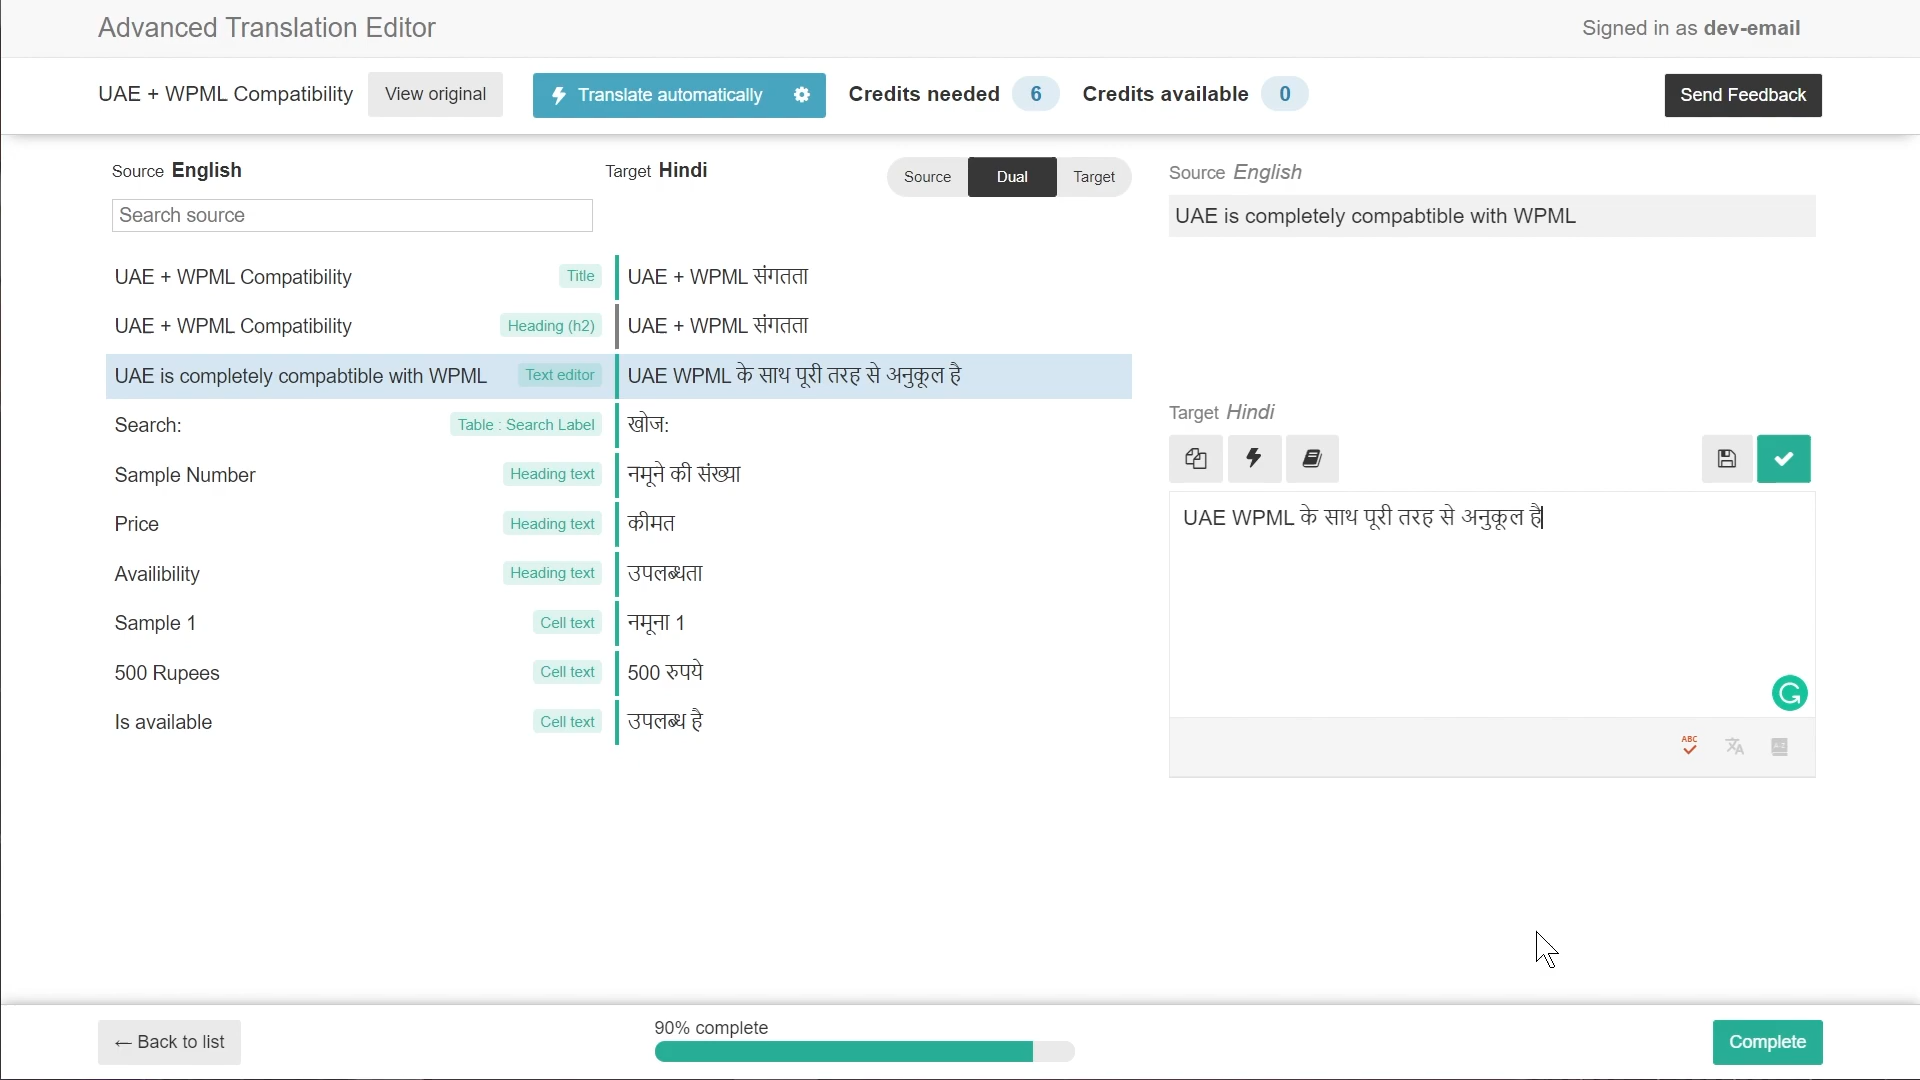 Advanced Translation Editor
Signed in as dev-email
UAE + WPML Compatibility
View original
Translate automatically
Credits needed 6
Credits available 0
Send Feedback
Source English
Target Hindi
Source
Dual
Target
Search source
UAE + WPML Compatibility Title UAE + WPML संगतता
UAE + WPML Compatibility Heading (h2) UAE + WPML संगतता
UAE is completely compabtible with WPML Text editor UAE WPML के साथ पूरी तरह से अनुकूल है
Search: Table : Search Label खोज:
Sample Number Heading text नमूने की संख्या
Price Heading text कीमत
Availibility Heading text उपलब्धता
Sample 1 Cell text नमूना 1
500 Rupees Cell text 500 रुपये
Is available Cell text उपलब्ध है
Source English
UAE is completely compabtible with WPML
Target Hindi
UAE WPML के साथ पूरी तरह से अनुकूल है
ABC
← Back to list
90% complete
Complete